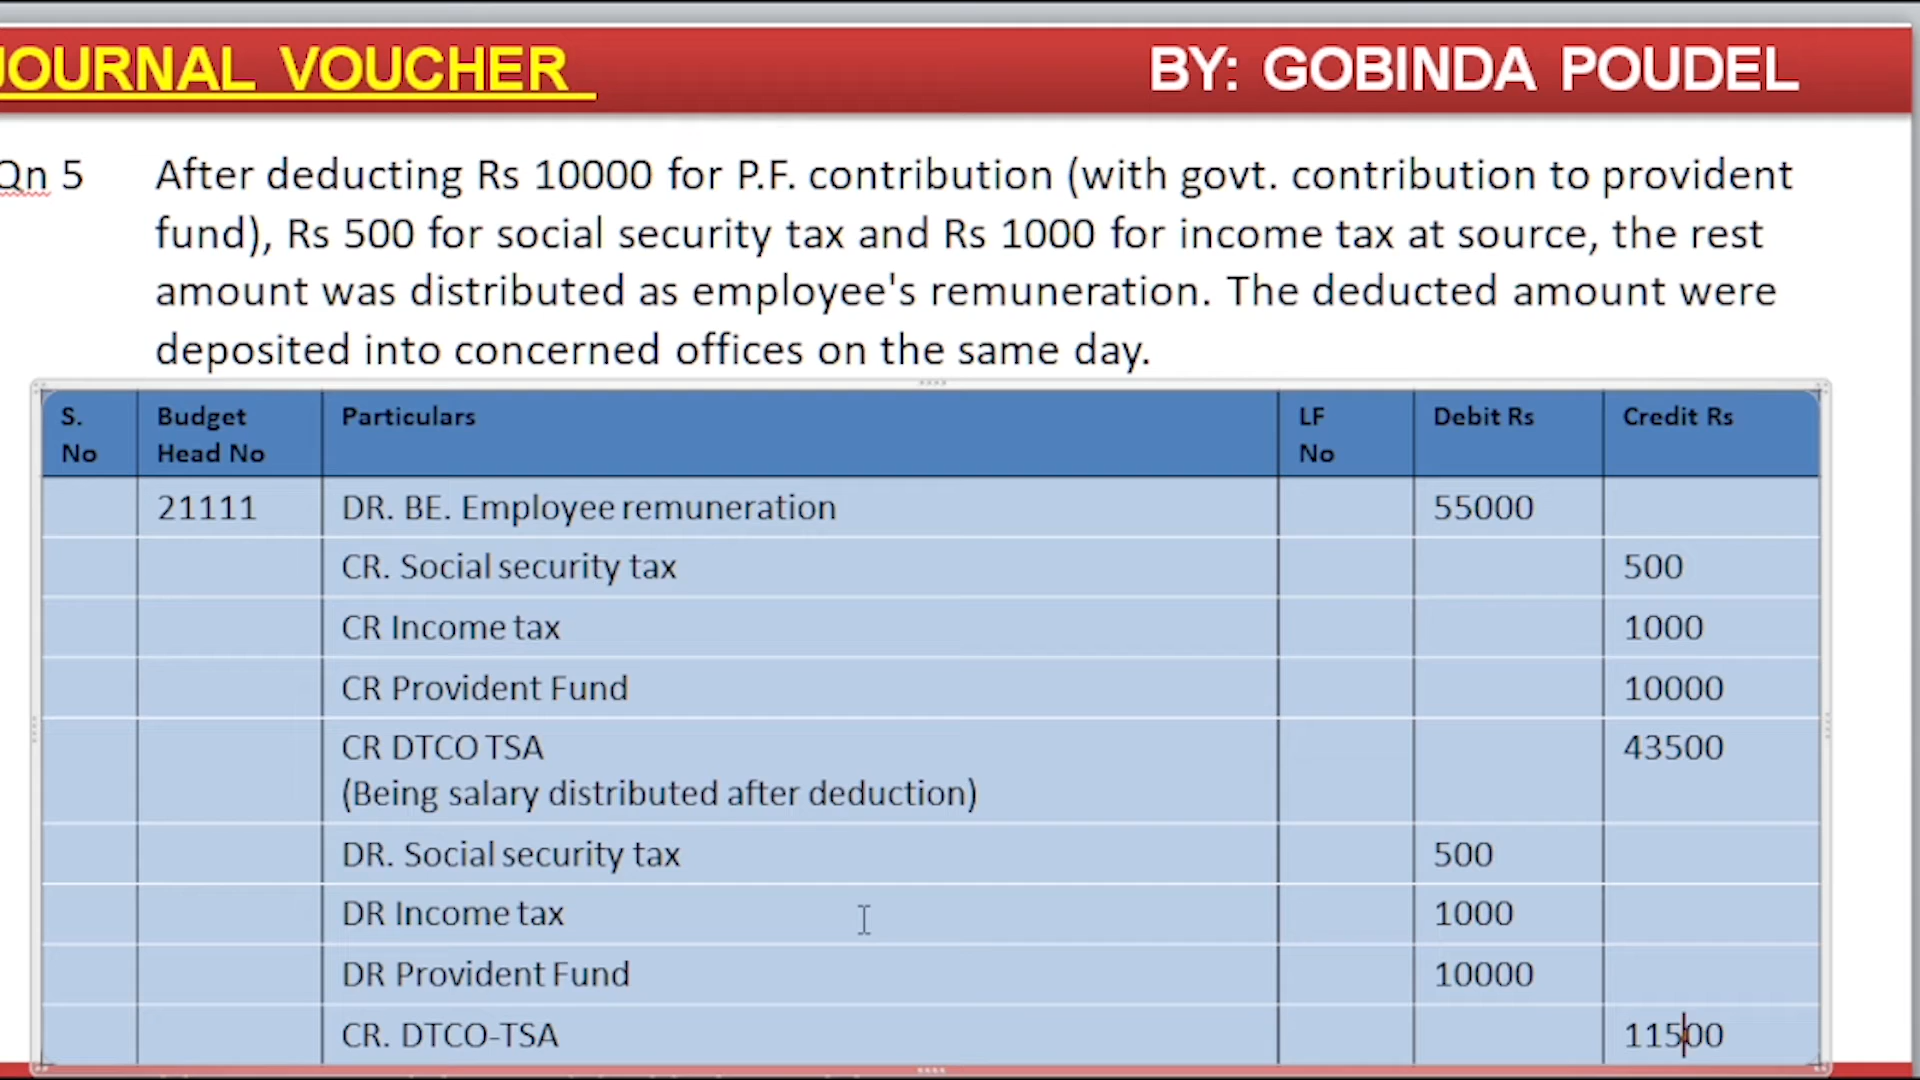 JOURNAL VOUCHER BY: GOBINDA POUDEL
Qn 5 After deducting Rs 10000 for P.F. contribution (with govt. contribution to provident
fund), Rs 500 for social security tax and Rs 1000 for income tax at source, the rest
amount was distributed as employee's remuneration. The deducted amount were
deposited into concerned offices on the same day.
S. No Budget Head No Particulars LF No Debit Rs Credit Rs
21111 DR. BE. Employee remuneration 55000
CR. Social security tax 500
CR Income tax 1000
CR Provident Fund 10000
CR DTCO TSA 43500
(Being salary distributed after deduction)
DR. Social security tax 500
DR Income tax 1000
DR Provident Fund 10000
CR. DTCO-TSA 11500